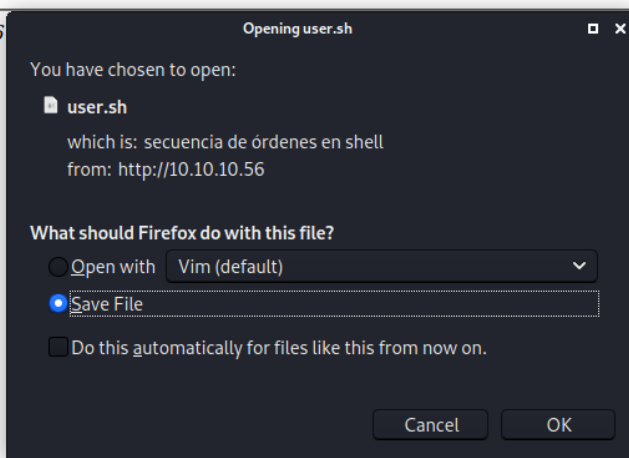 Opening user.sh
You have chosen to open:
user.sh
which is: secuencia de órdenes en shell
from: http://10.10.10.56
What should Firefox do with this file?
Open with Vim (default)
Save File
Do this automatically for files like this from now on.
Cancel OK